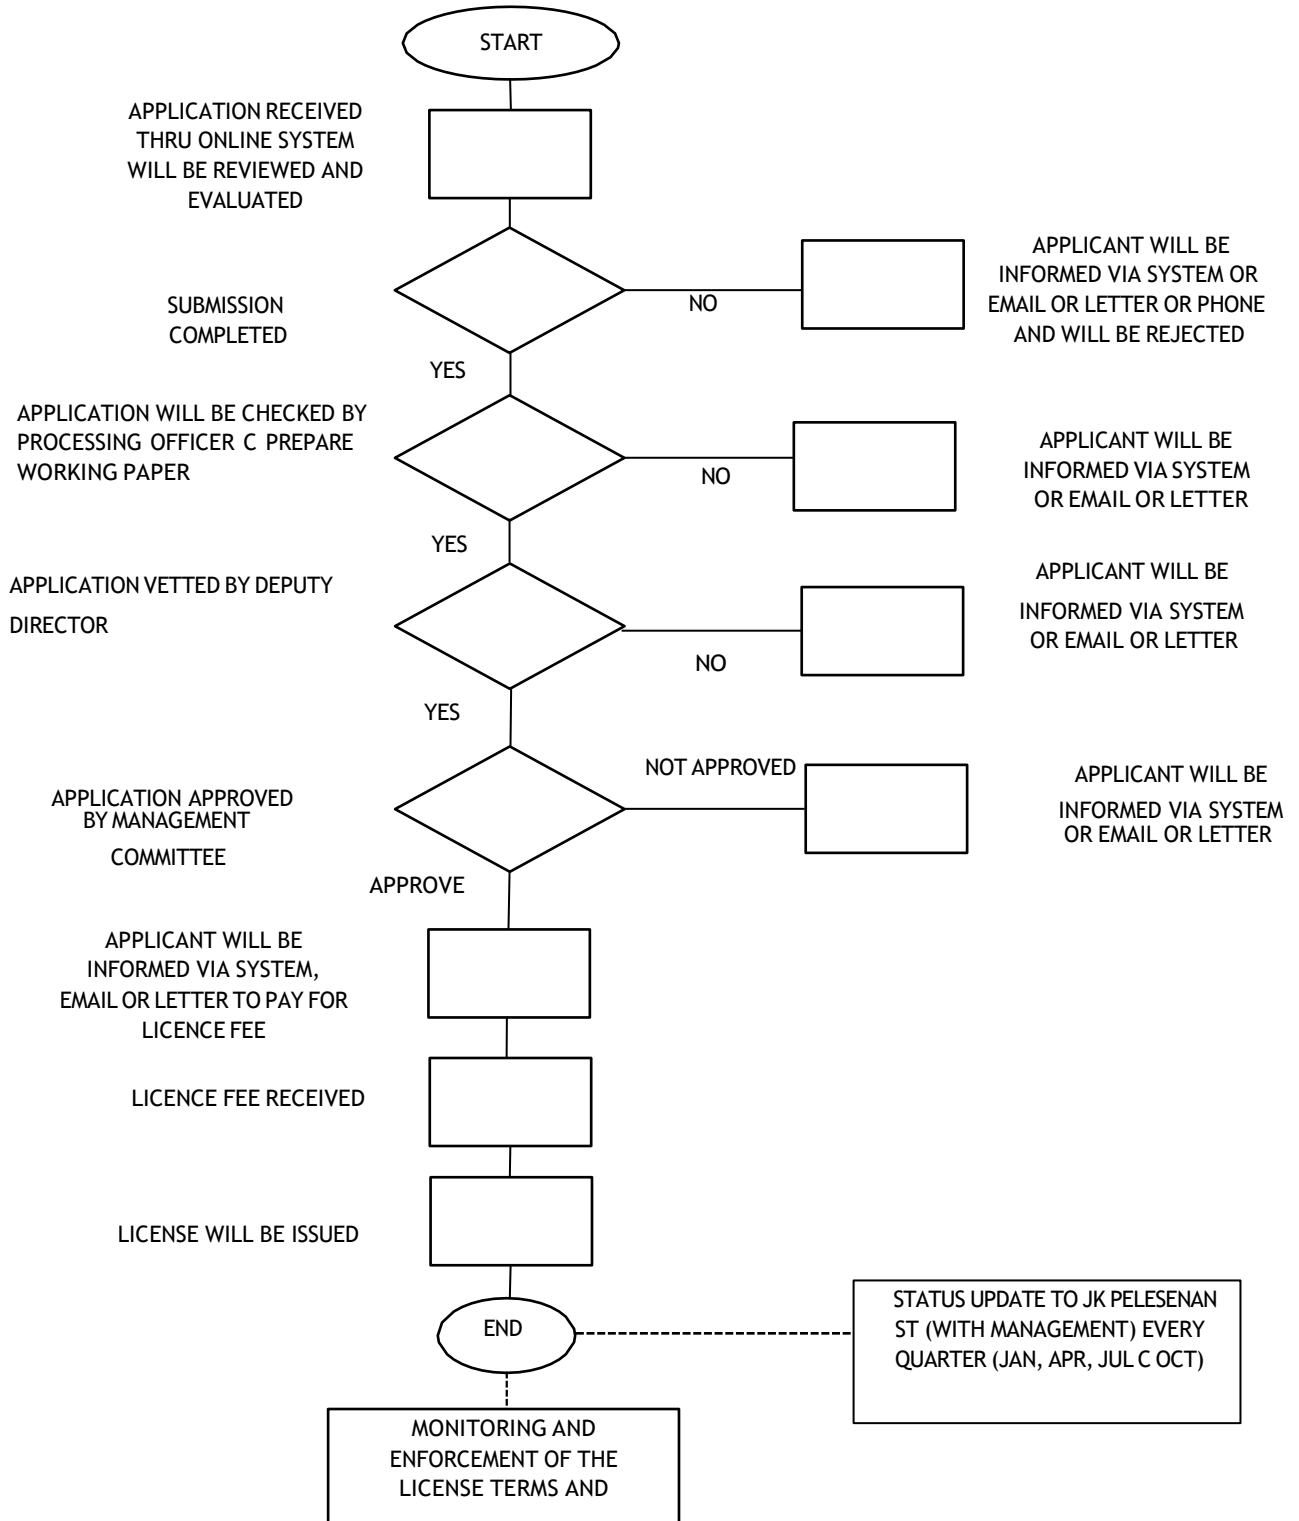 START
APPLICATION RECEIVED
THRU ONLINE SYSTEM
WILL BE REVIEWED AND
EVALUATED
SUBMISSION
COMPLETED
NO
APPLICANT WILL BE
INFORMED VIA SYSTEM OR
EMAIL OR LETTER OR PHONE
AND WILL BE REJECTED
YES
APPLICATION WILL BE CHECKED BY
PROCESSING OFFICER C PREPARE
WORKING PAPER
NO
APPLICANT WILL BE
INFORMED VIA SYSTEM
OR EMAIL OR LETTER
YES
APPLICATION VETTED BY DEPUTY
DIRECTOR
NO
APPLICANT WILL BE
INFORMED VIA SYSTEM
OR EMAIL OR LETTER
YES
APPLICATION APPROVED
BY MANAGEMENT
COMMITTEE
NOT APPROVED
APPLICANT WILL BE
INFORMED VIA SYSTEM
OR EMAIL OR LETTER
APPROVE
APPLICANT WILL BE
INFORMED VIA SYSTEM,
EMAIL OR LETTER TO PAY FOR
LICENCE FEE
LICENCE FEE RECEIVED
LICENSE WILL BE ISSUED
END
STATUS UPDATE TO JK PELESENAN
ST (WITH MANAGEMENT) EVERY
QUARTER (JAN, APR, JUL C OCT)
MONITORING AND
ENFORCEMENT OF THE
LICENSE TERMS AND